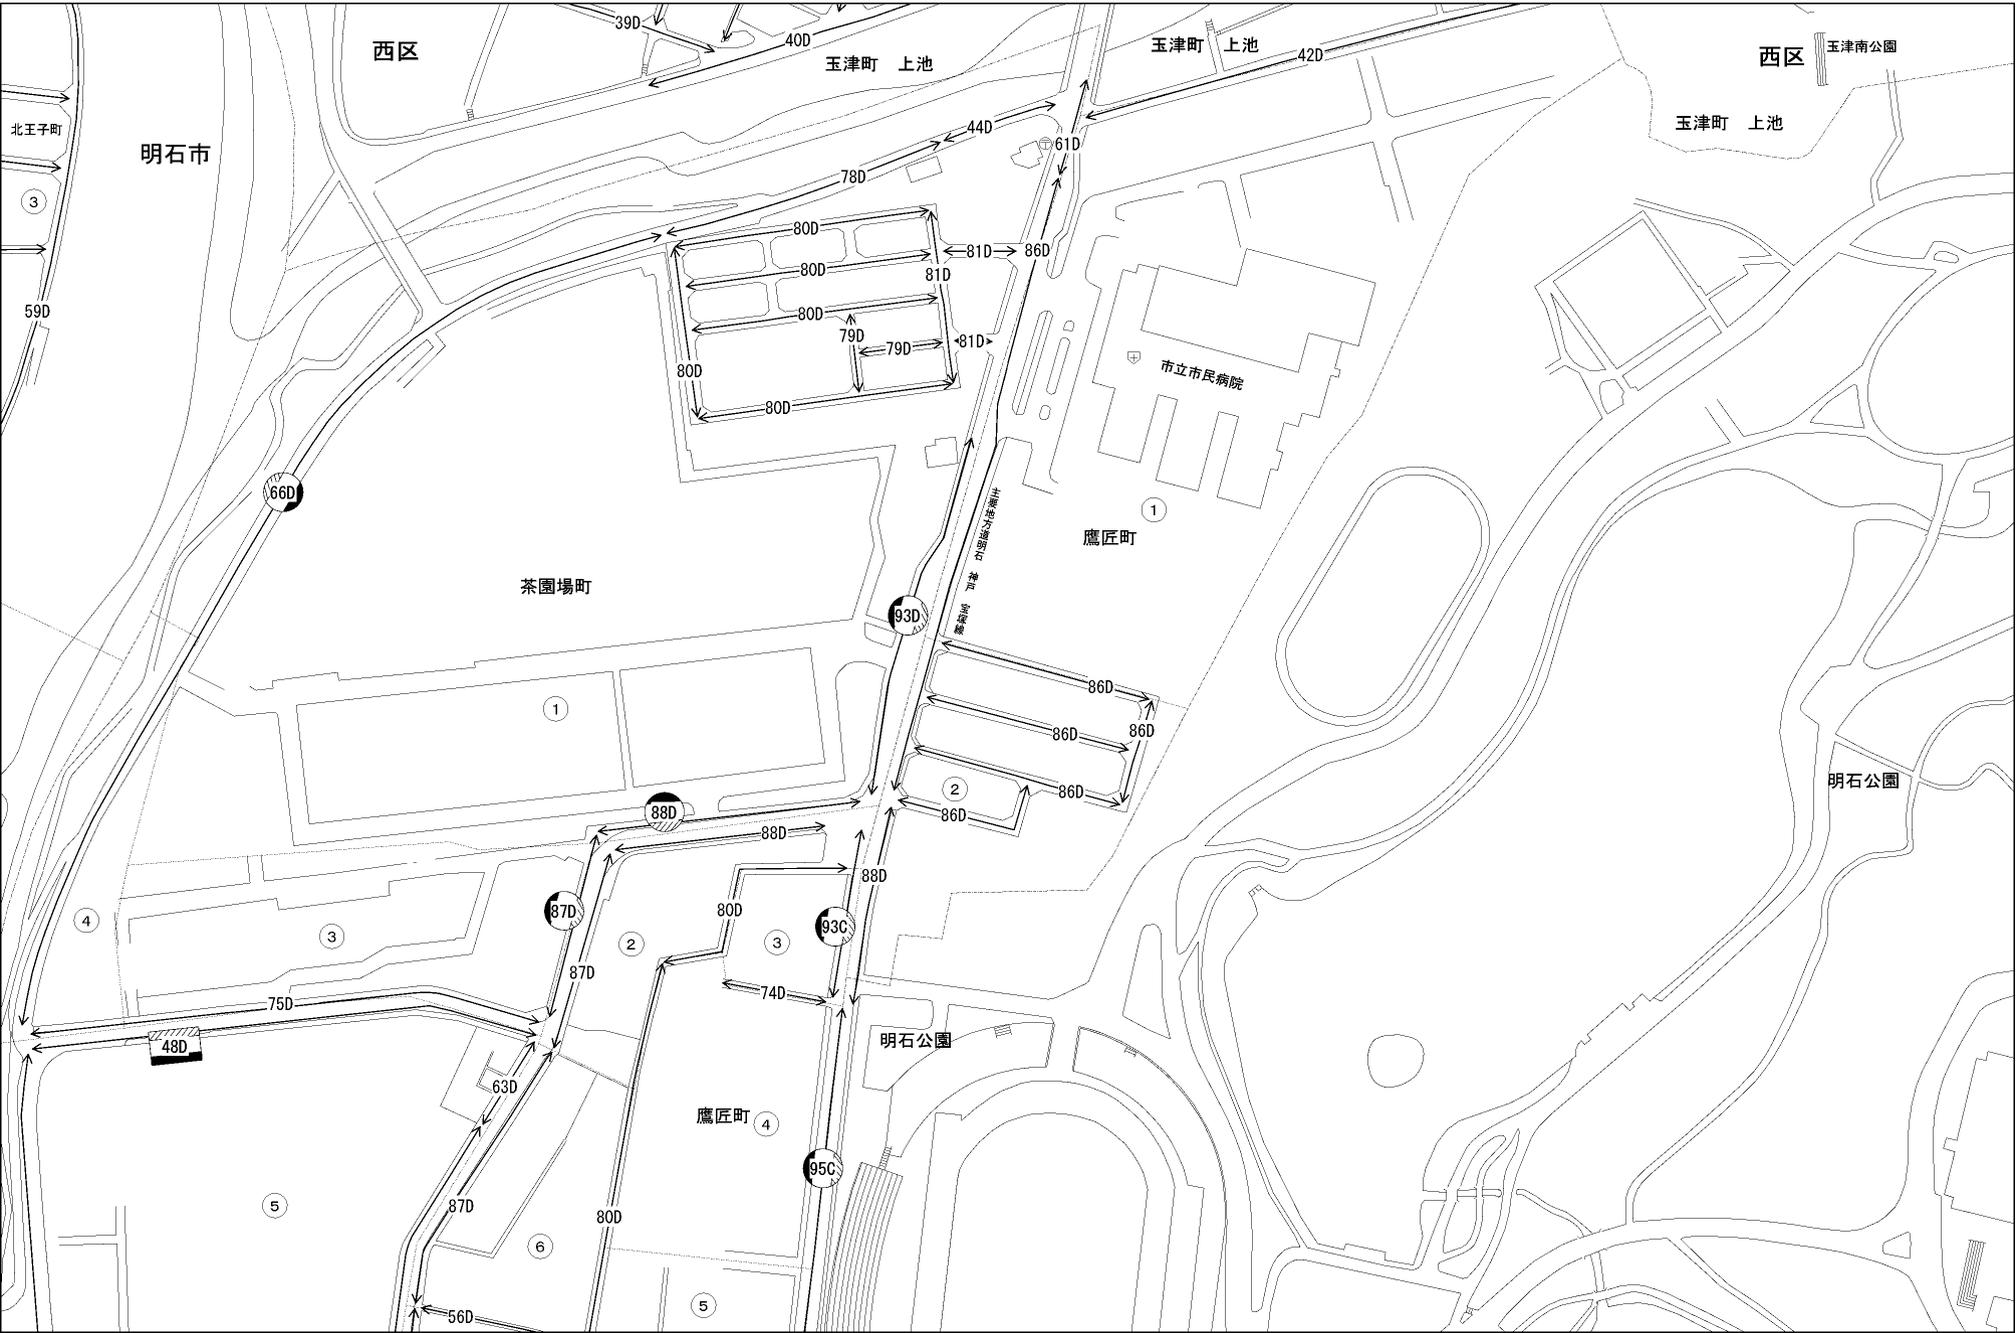 39D
40D
西区
玉津町 上池
玉津町 上池
42D
西区
玉津南公園
玉津町 上池
北王子町
明石市
44D
61D
78D
3
80D
81D
86D
80D
81D
59D
80D
79D
79D
81D
80D
市立市民病院
80D
66D
主要地方道明石 神戸 宝塚線
1
鷹匠町
茶園場町
93D
86D
1
86D
86D
明石公園
2
86D
86D
88D
88D
88D
87D
80D
4
3
2
3
93C
87D
75D
74D
48D
明石公園
63D
鷹匠町
4
95C
5
87D
80D
6
5
56D